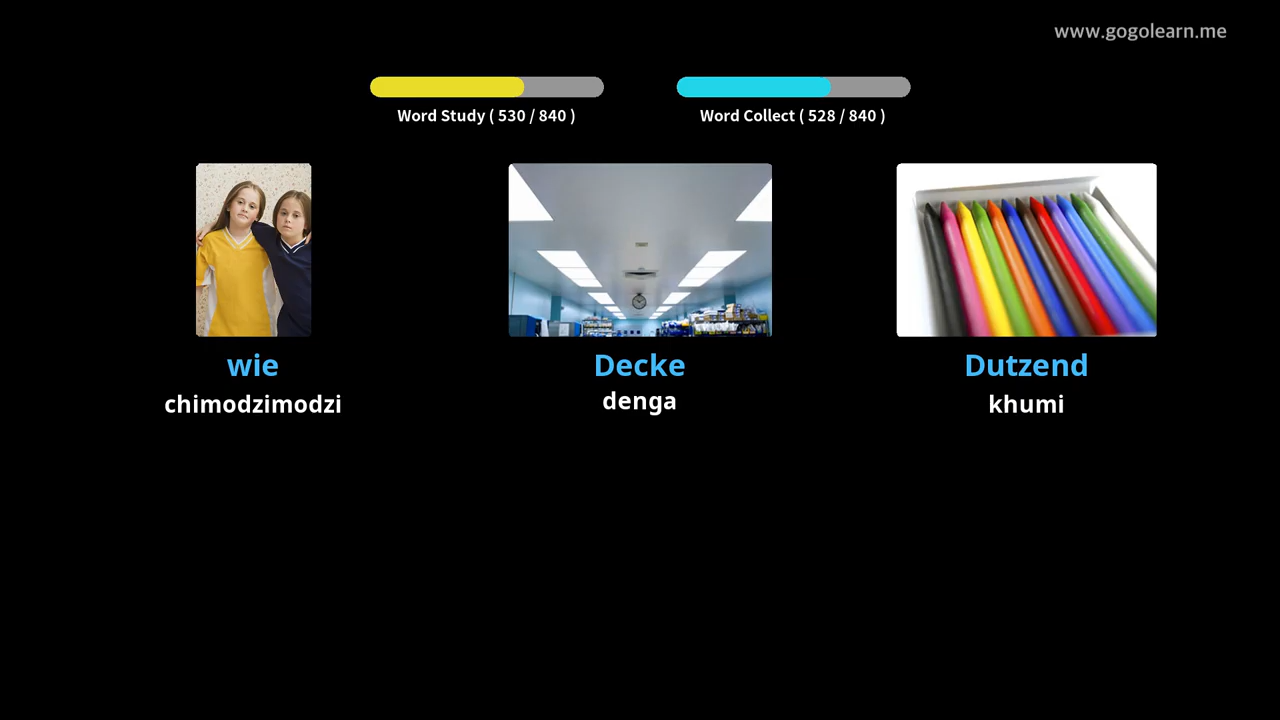 www.gogolearn.me
Word Study ( 530 / 840 )
Word Collect ( 528 / 840 )
wie
chimodzimodzi
Decke
denga
Dutzend
khumi